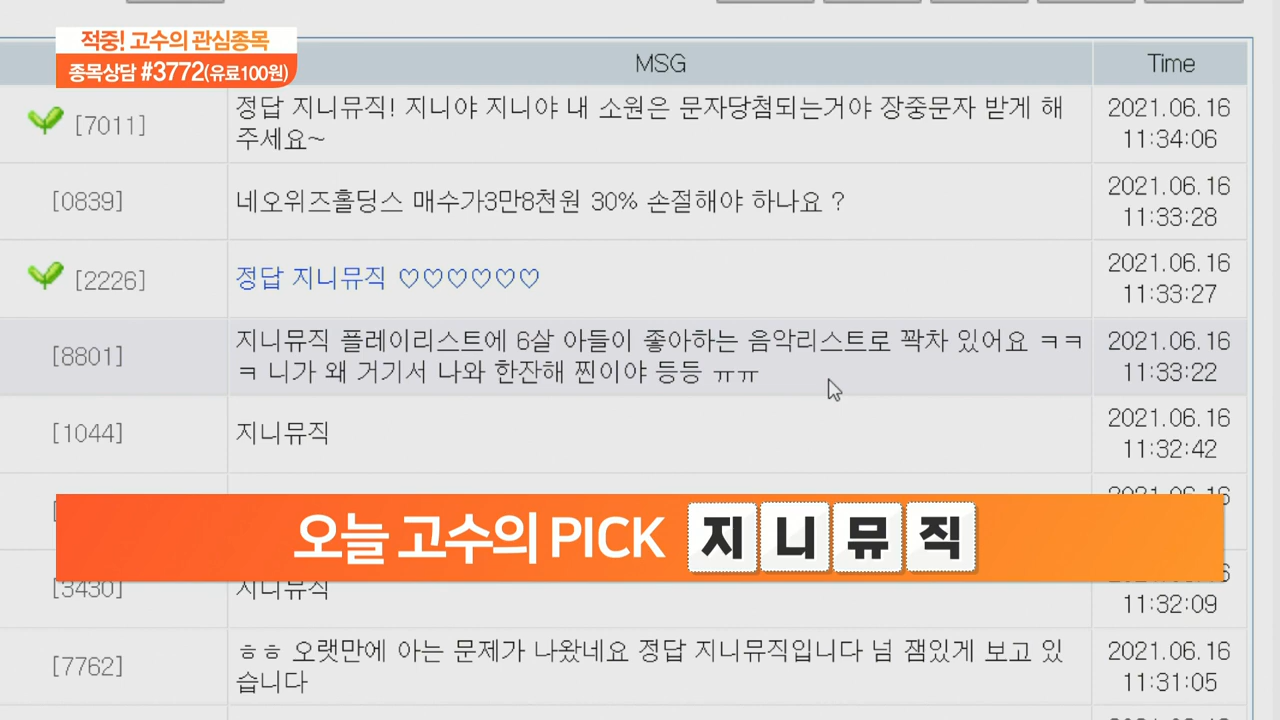 적중! 고수의 관심종목
종목상담 #3772(유료100원)
MSG
Time
[7011]
정답 지니뮤직! 지니야 지니야 내 소원은 문자당첨되는거야 장중문자 받게 해
주세요~
2021.06.16
11:34:06
[0839]
네오위즈홀딩스 매수가3만8천원 30% 손절해야 하나요 ?
2021.06.16
11:33:28
[2226]
정답 지니뮤직 ♡♡♡♡♡♡
2021.06.16
11:33:27
[8801]
지니뮤직 플레이리스트에 6살 아들이 좋아하는 음악리스트로 꽉차 있어요 ㅋㅋ
ㅋ 니가 왜 거기서 나와 한잔해 찐이야 등등 ㅠㅠ
2021.06.16
11:33:22
[1044]
지니뮤직
2021.06.16
11:32:42
오늘 고수의 PICK 지니뮤직
[3430]
지니뮤직
11:32:09
[7762]
ㅎㅎ 오랫만에 아는 문제가 나왔네요 정답 지니뮤직입니다 넘 잼있게 보고 있
습니다
2021.06.16
11:31:05